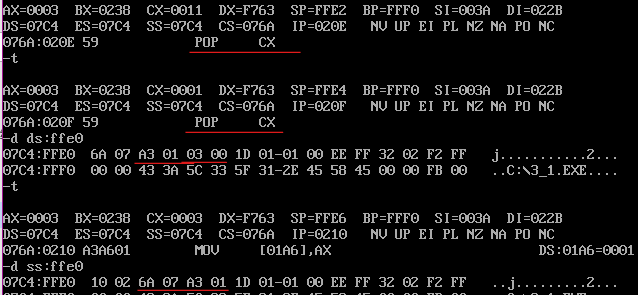 AX=0003  BX=0238  CX=0011  DX=F763  SP=FFE2  BP=FFF0  SI=003A  DI=022B
DS=07C4  ES=07C4  SS=07C4  CS=076A  IP=020E   NV UP EI PL NZ NA PO NC
076A:020E 59            POP     CX
-t
AX=0003  BX=0238  CX=0001  DX=F763  SP=FFE4  BP=FFF0  SI=003A  DI=022B
DS=07C4  ES=07C4  SS=07C4  CS=076A  IP=020F   NV UP EI PL NZ NA PO NC
076A:020F 59            POP     CX
-d ds:ffe0
07C4:FFE0  6A 07 A3 01 03 00 1D 01-01 00 EE FF 32 02 F2 FF   j...........2...
07C4:FFF0  00 00 43 3A 5C 33 5F 31-2E 45 58 45 00 00 FB 00   ..C:\3_1.EXE....
-t
AX=0003  BX=0238  CX=0003  DX=F763  SP=FFE6  BP=FFF0  SI=003A  DI=022B
DS=07C4  ES=07C4  SS=07C4  CS=076A  IP=0210   NV UP EI PL NZ NA PO NC
076A:0210 A3A601        MOV     [01A6],AX                          DS:01A6=0001
-d ss:ffe0
07C4:FFE0  10 02 6A 07 A3 01 1D 01-01 00 EE FF 32 02 F2 FF   ..j.........2...